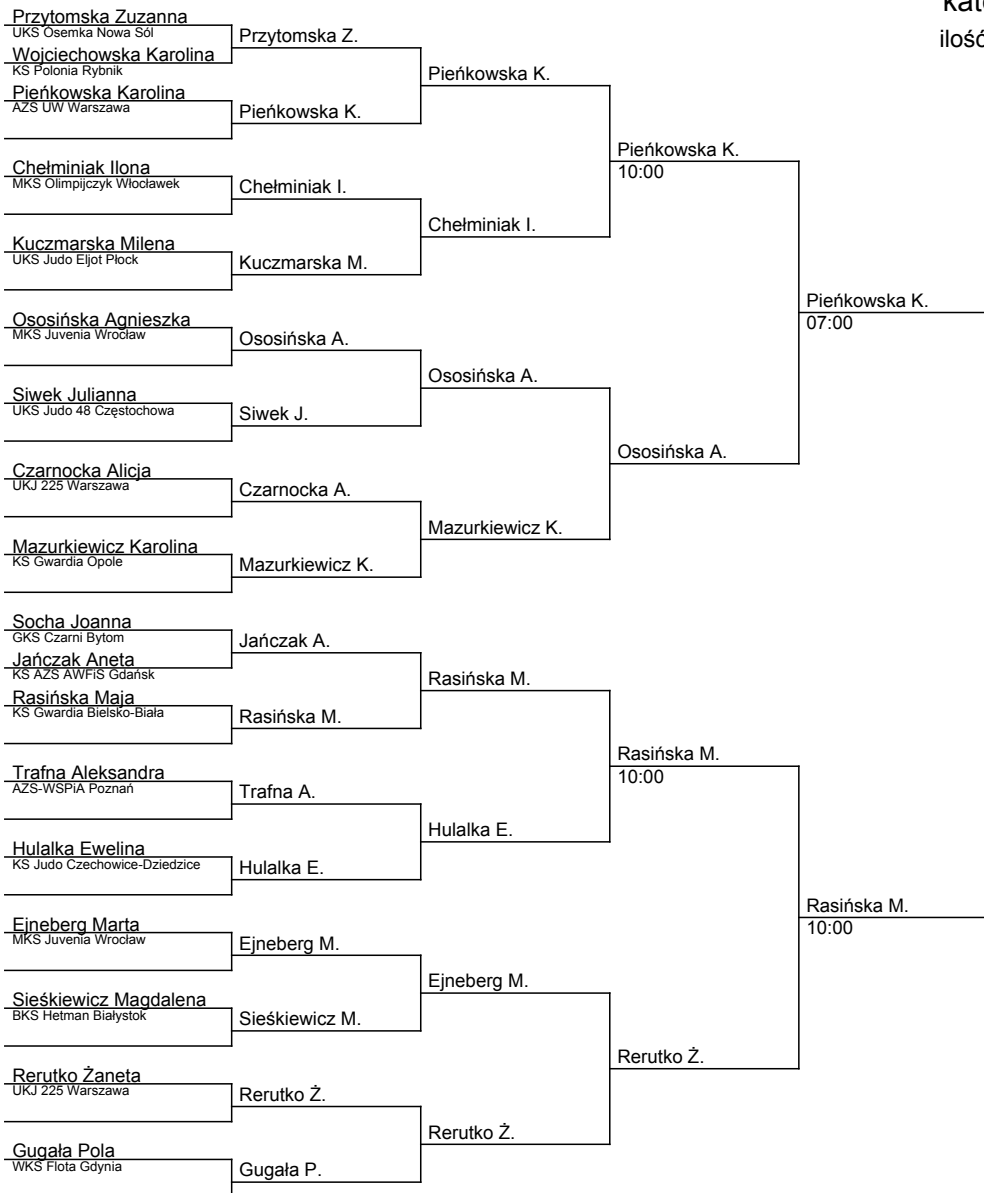 kat
ilość
Przytomska Zuzanna
UKS Ósemka Nowa Sól
Wojciechowska Karolina
KS Polonia Rybnik
Pieńkowska Karolina
AZS UW Warszawa
Chełminiak Ilona
MKS Olimpijczyk Włocławek
Kuczmarska Milena
UKS Judo Eljot Płock
Ososińska Agnieszka
MKS Juvenia Wrocław
Siwek Julianna
UKS Judo 48 Częstochowa
Czarnocka Alicja
UKJ 225 Warszawa
Mazurkiewicz Karolina
KS Gwardia Opole
Socha Joanna
GKS Czarni Bytom
Jańczak Aneta
KS AZS AWFiS Gdańsk
Rasińska Maja
KS Gwardia Bielsko-Biała
Trafna Aleksandra
AZS-WSPiA Poznań
Hulalka Ewelina
KS Judo Czechowice-Dziedzice
Ejneberg Marta
MKS Juvenia Wrocław
Sieśkiewicz Magdalena
BKS Hetman Białystok
Rerutko Żaneta
UKJ 225 Warszawa
Gugała Pola
WKS Flota Gdynia
Przytomska Z.
Pieńkowska K.
Chełminiak I.
Kuczmarska M.
Ososińska A.
Siwek J.
Czarnocka A.
Mazurkiewicz K.
Jańczak A.
Rasińska M.
Trafna A.
Hulalka E.
Ejneberg M.
Sieśkiewicz M.
Rerutko Ż.
Gugała P.
Pieńkowska K.
Chełminiak I.
Ososińska A.
Mazurkiewicz K.
Rasińska M.
Hulalka E.
Ejneberg M.
Rerutko Ż.
Pieńkowska K.
10:00
Ososińska A.
Rasińska M.
10:00
Rerutko Ż.
Pieńkowska K.
07:00
Rasińska M.
10:00